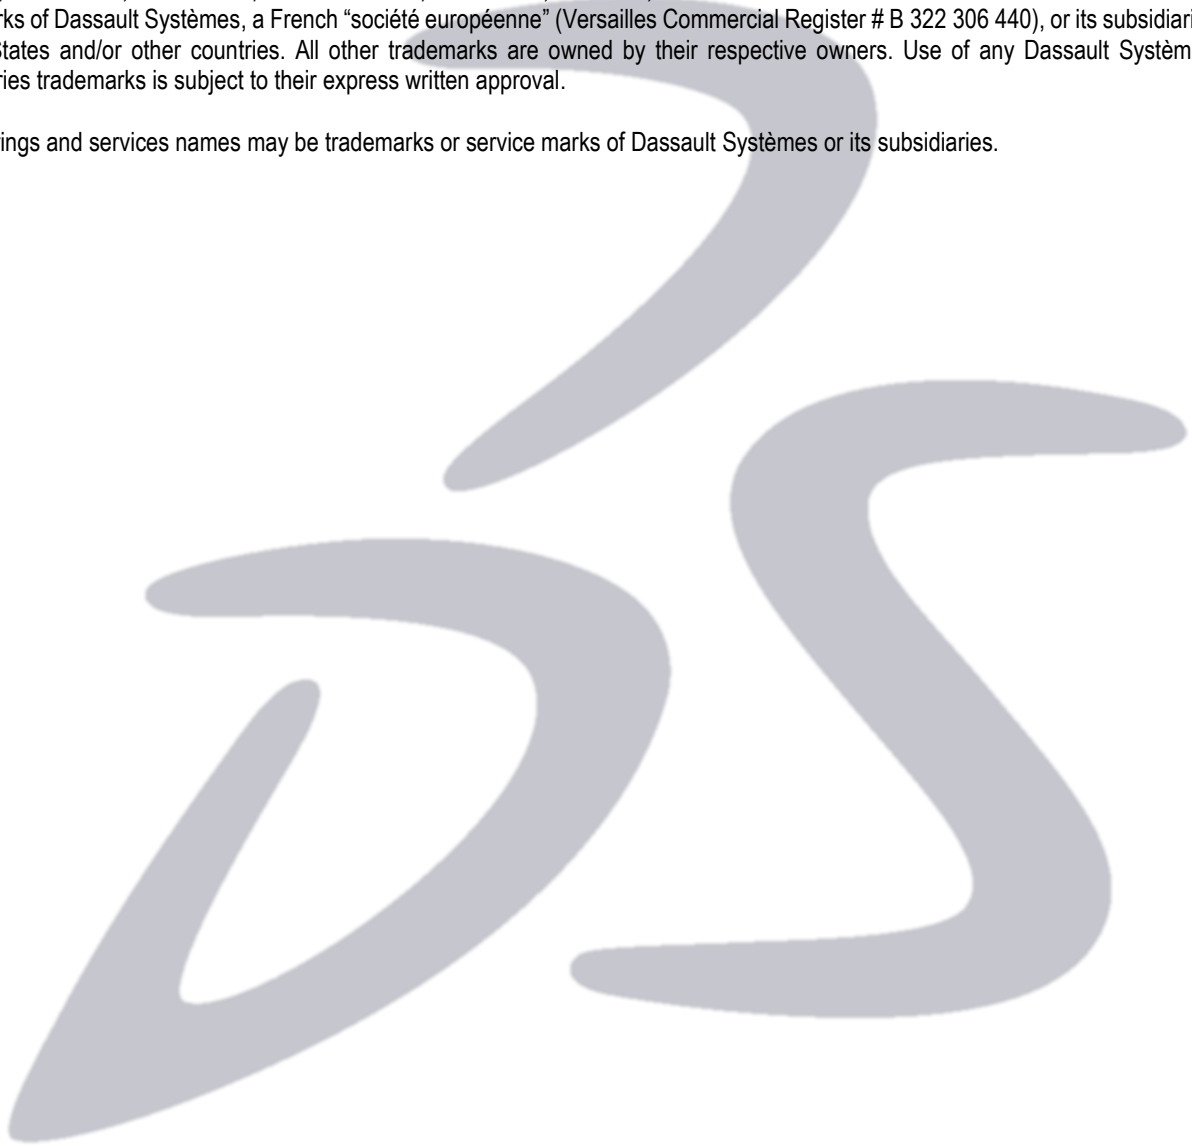 rks of Dassault Systèmes, a French “société européenne” (Versailles Commercial Register # B 322 306 440), or its subsidiari
States and/or other countries. All other trademarks are owned by their respective owners. Use of any Dassault Systèm
ries trademarks is subject to their express written approval.
ings and services names may be trademarks or service marks of Dassault Systèmes or its subsidiaries.